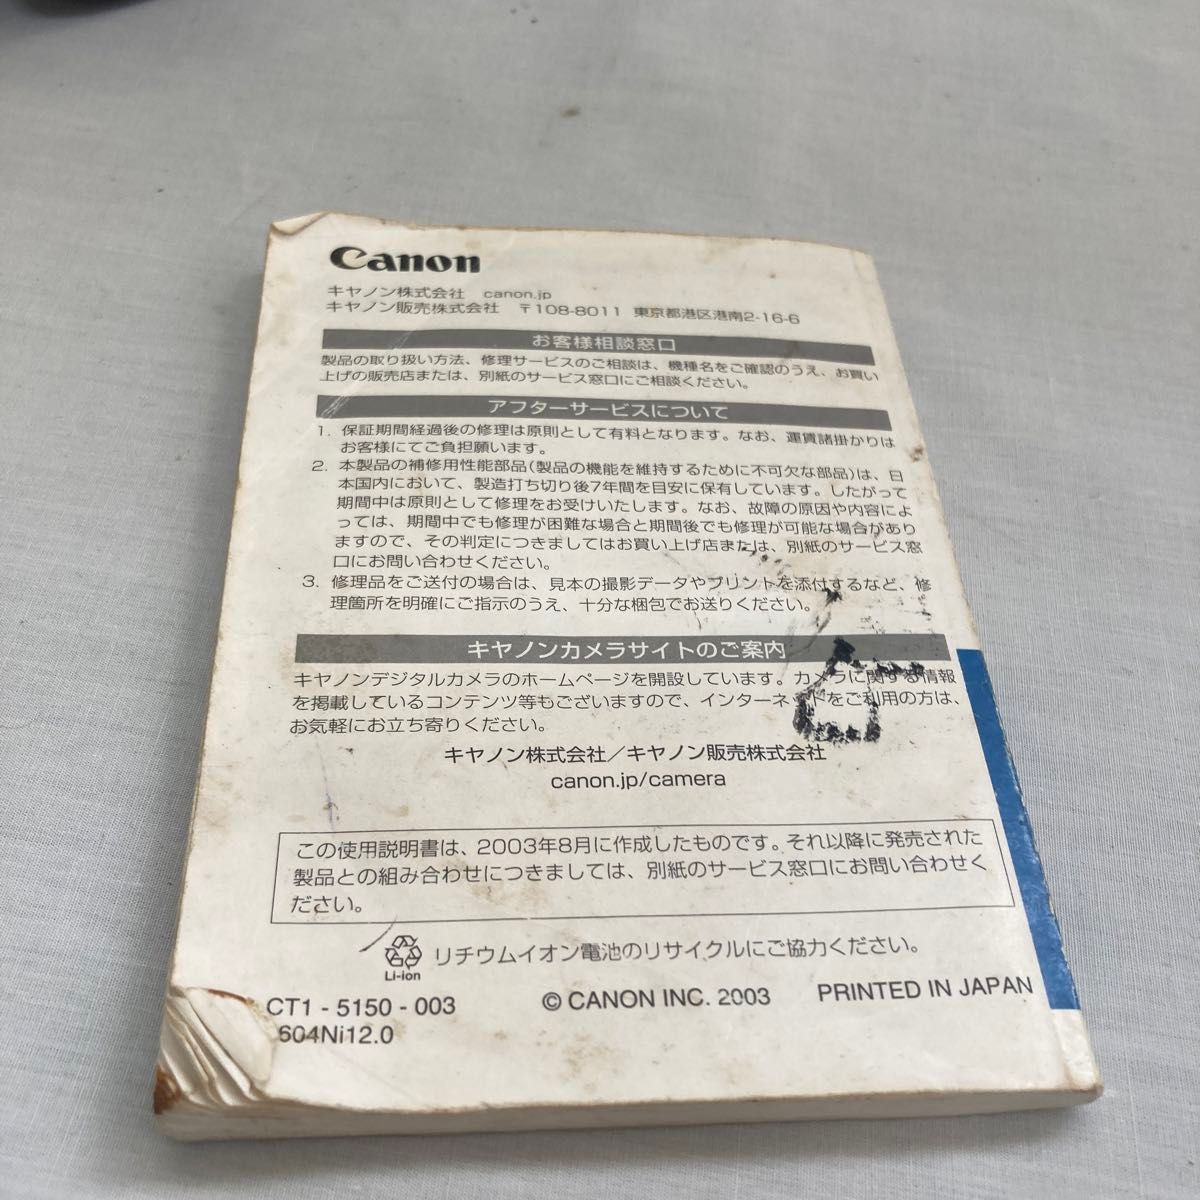 Canon
キヤノン株式会社 canon.jp
キヤノン販売株式会社 〒108-8011 東京都港区港南2-16-6
お客様相談窓口
製品の取り扱い方法、修理サービスのご相談は、機種名をご確認のうえ、お買い
上げの販売店または、別紙のサービス窓口にご相談ください。
アフターサービスについて
1. 保証期間経過後の修理は原則として有料となります。なお、運賃諸掛かりは
お客様にてご負担願います。
2. 本製品の補修用性能部品(製品の機能を維持するために不可欠な部品)は、日
本国内において、製造打ち切り後7年間を目安に保有しています。したがって
期間中は原則として修理をお受けいたします。なお、故障の原因や内容によ
っては、期間中でも修理が困難な場合と期間後でも修理が可能な場合があり
ますので、その判定につきましてはお買い上げ店または、別紙のサービス窓
口にお問い合わせください。
3. 修理品をご送付の場合は、見本の撮影データやプリントを添付するなど、修
理箇所を明確にご指示のうえ、十分な梱包でお送りください。
キヤノンカメラサイトのご案内
キヤノンデジタルカメラのホームページを開設しています。カメラに関する情報
を掲載しているコンテンツ等もございますので、インターネットをご利用の方は、
お気軽にお立ち寄りください。
キヤノン株式会社/キヤノン販売株式会社
canon.jp/camera
この使用説明書は、2003年8月に作成したものです。それ以降に発売された
製品との組み合わせにつきましては、別紙のサービス窓口にお問い合わせく
ださい。
Li-ion リチウムイオン電池のリサイクルにご協力ください。
CT1 - 5150 - 003 © CANON INC. 2003 PRINTED IN JAPAN
604Ni12.0